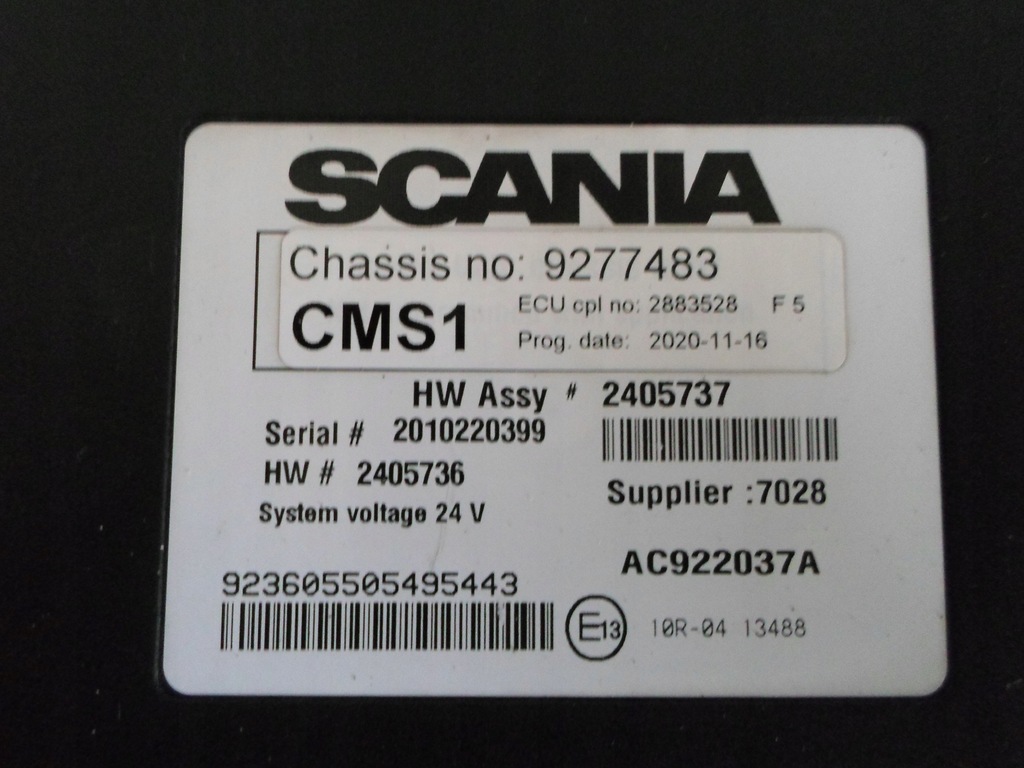 SCANIA
Chassis no: 9277483
CMS1
ECU cpl no: 2883528 F 5
Prog. date: 2020-11-16
HW Assy # 2405737
Serial # 2010220399
HW # 2405736
Supplier :7028
System voltage 24 V
AC922037A
923605505495443
E13 10R-04 13488